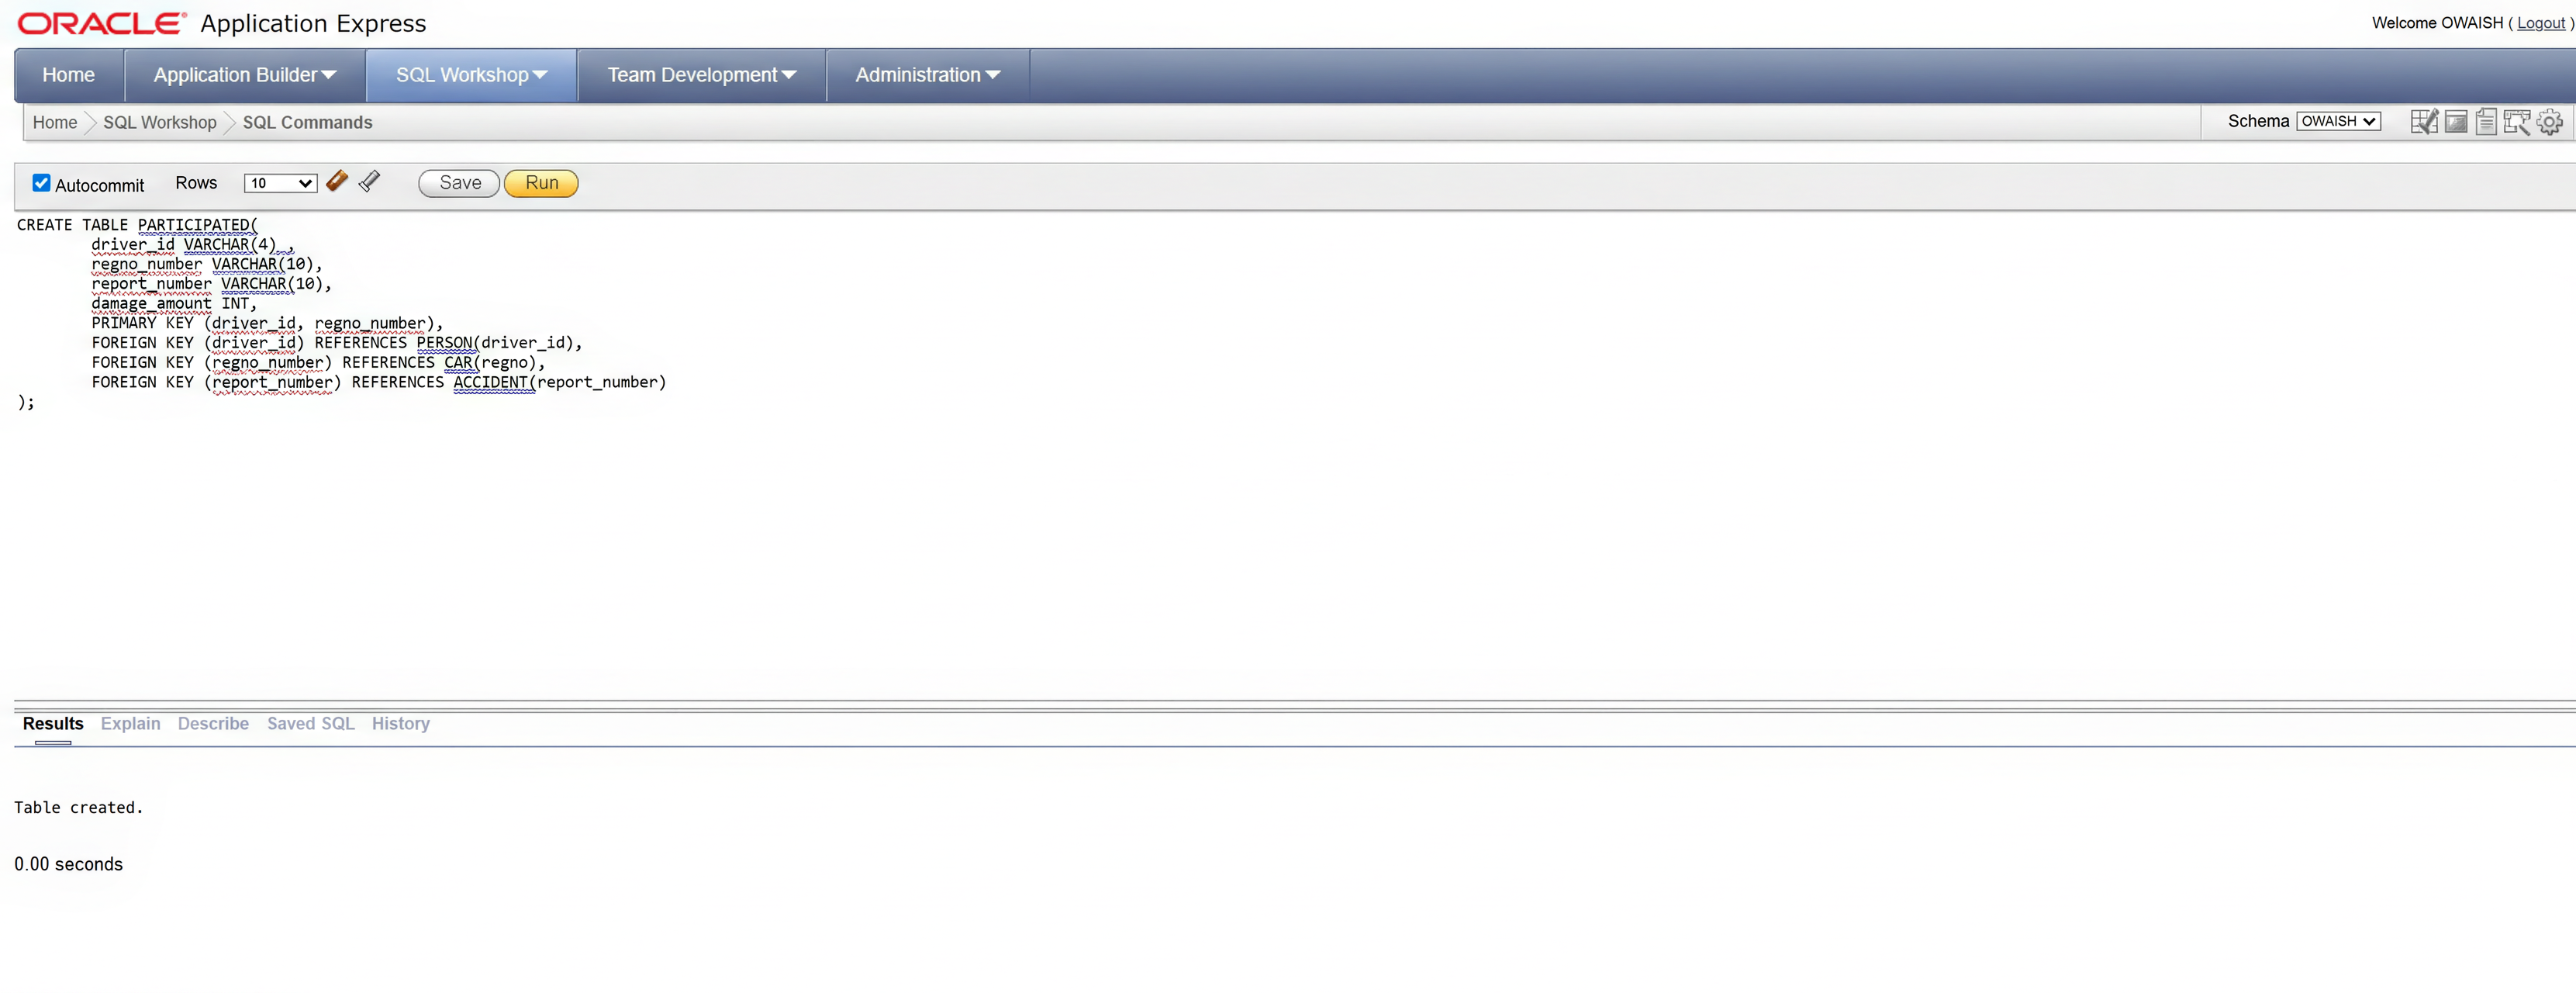 ORACLE® Application Express
Welcome OWAISH ( Logout )
Home Application Builder SQL Workshop Team Development Administration
Home SQL Workshop SQL Commands Schema OWAISH
Autocommit Rows 10 Save Run
CREATE TABLE PARTICIPATED(
driver_id VARCHAR(4) ,
regno_number VARCHAR(10),
report_number VARCHAR(10),
damage_amount INT,
PRIMARY KEY (driver_id, regno_number),
FOREIGN KEY (driver_id) REFERENCES PERSON(driver_id),
FOREIGN KEY (regno_number) REFERENCES CAR(regno),
FOREIGN KEY (report_number) REFERENCES ACCIDENT(report_number)
);
Results Explain Describe Saved SQL History
Table created.
0.00 seconds